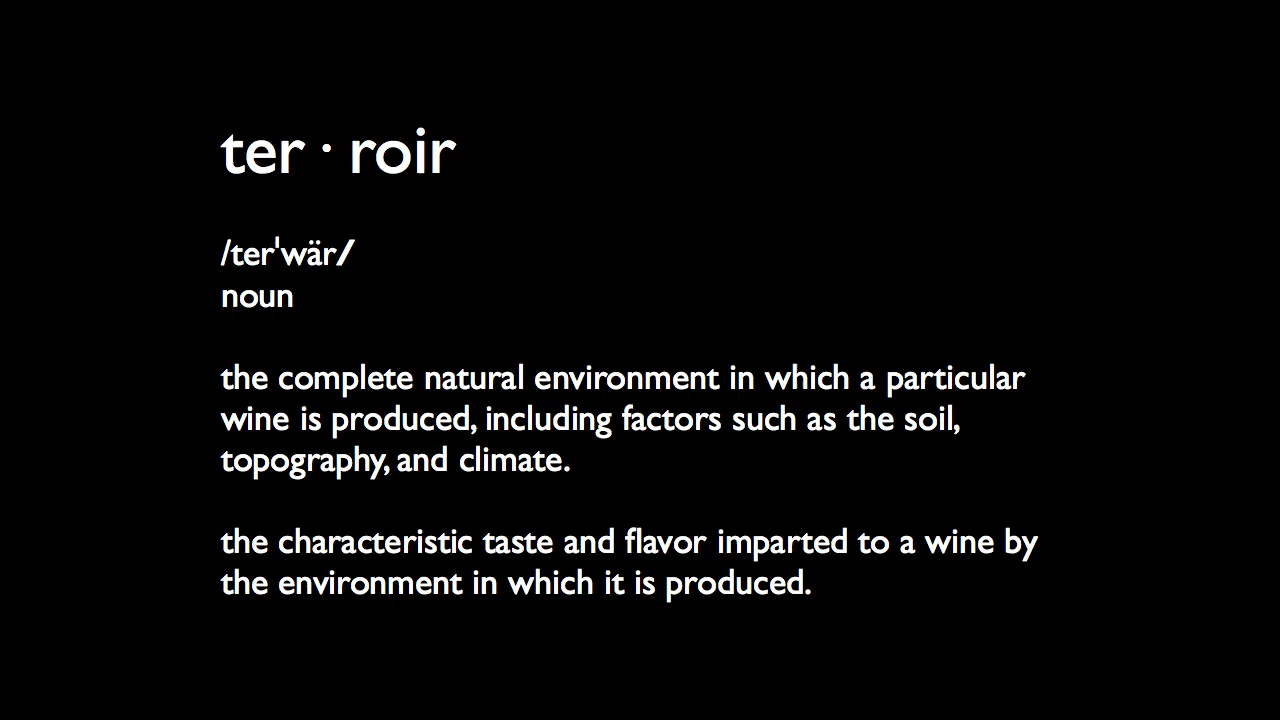 ter · roir
/terˈwär/
noun
the complete natural environment in which a particular
wine is produced, including factors such as the soil,
topography, and climate.
the characteristic taste and flavor imparted to a wine by
the environment in which it is produced.